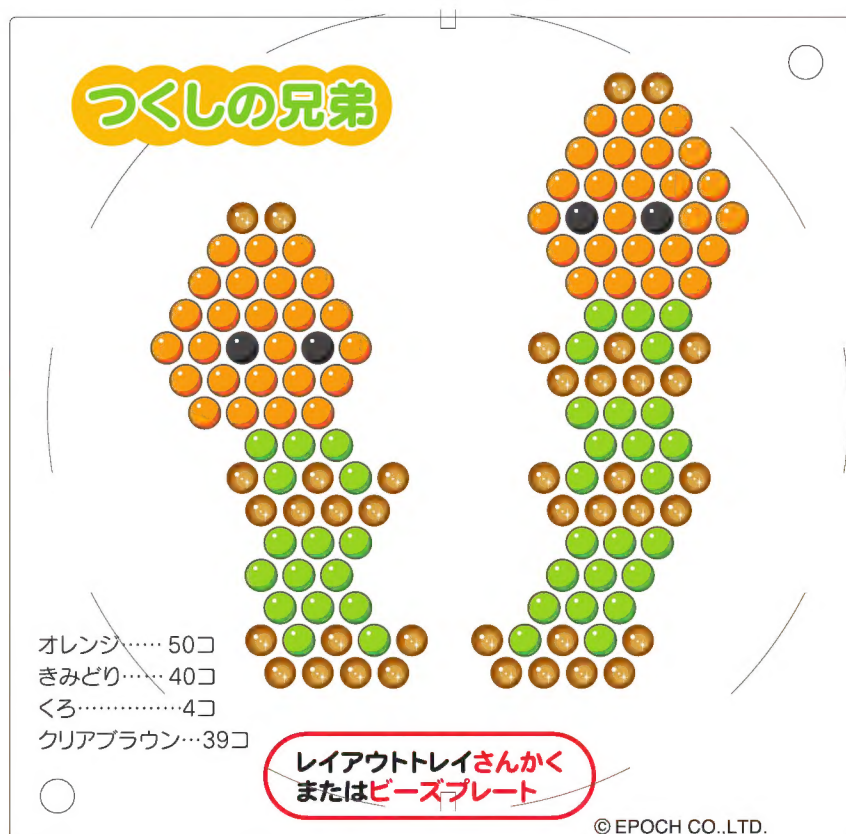 つくしの兄弟
オレンジ…… 50コ
きみどり…… 40コ
くろ……………4コ
クリアブラウン…39コ
レイアウトトレイさんかく
またはビーズプレート
© EPOCH CO.,LTD.